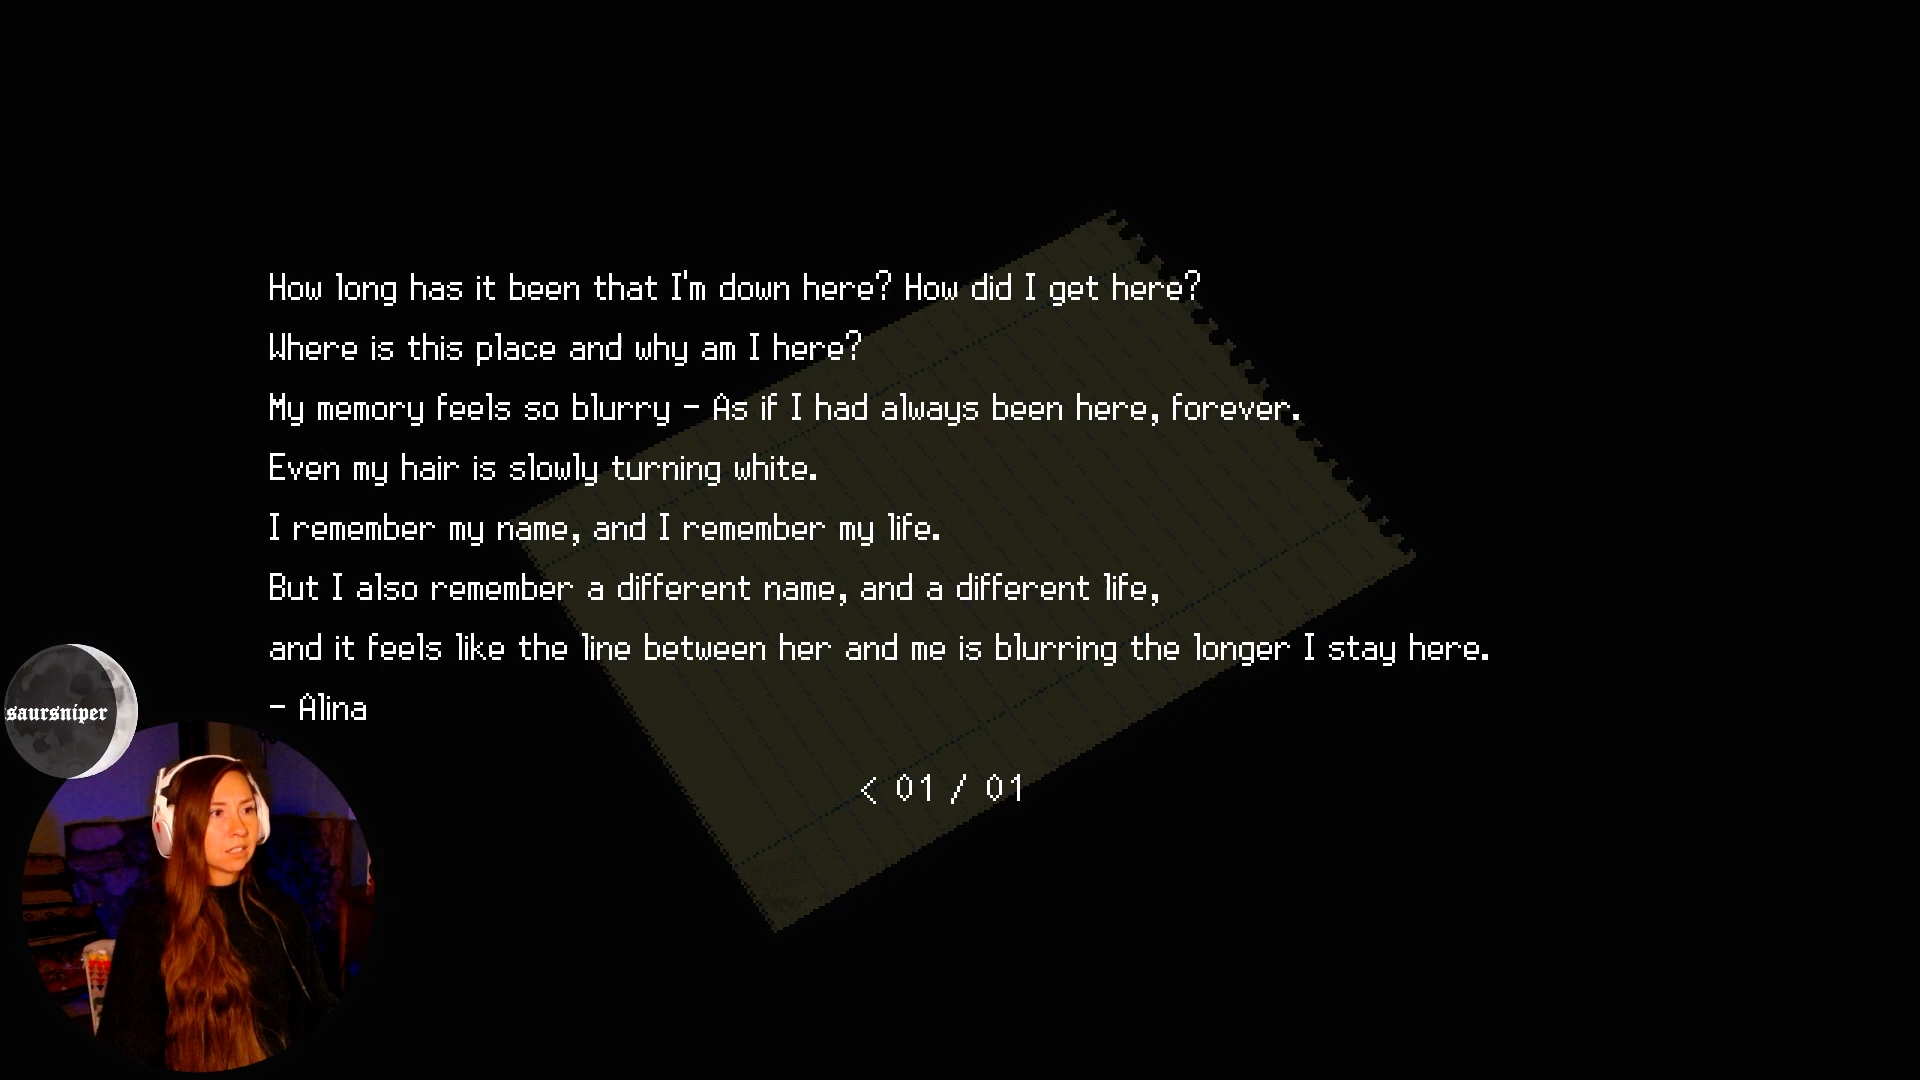 How long has it been that I'm down here? How did I get here?
Where is this place and why am I here?
My memory feels so blurry - As if I had always been here, forever.
Even my hair is slowly turning white.
I remember my name, and I remember my life.
But I also remember a different name, and a different life,
and it feels like the line between her and me is blurring the longer I stay here.
- Alina
< 01 / 01
saursniper